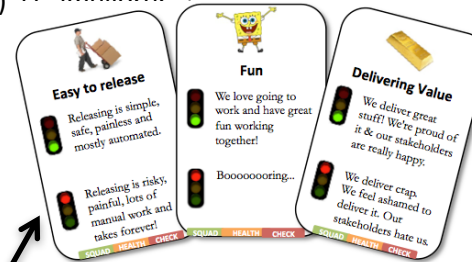 Easy to release
Releasing is simple,
safe, painless and
mostly automated.
Releasing is risky,
painful, lots of
manual work and
takes forever!
SQUAD HEALTH CHECK
Fun
We love going to
work and have great
fun working
together!
Booooooooring...
SQUAD HEALTH CHECK
Delivering Value
We deliver great
stuff! We're proud of
it & our stakeholders
are really happy.
We deliver crap.
We feel ashamed to
deliver it. Our
stakeholders hate us.
SQUAD HEALTH CHECK